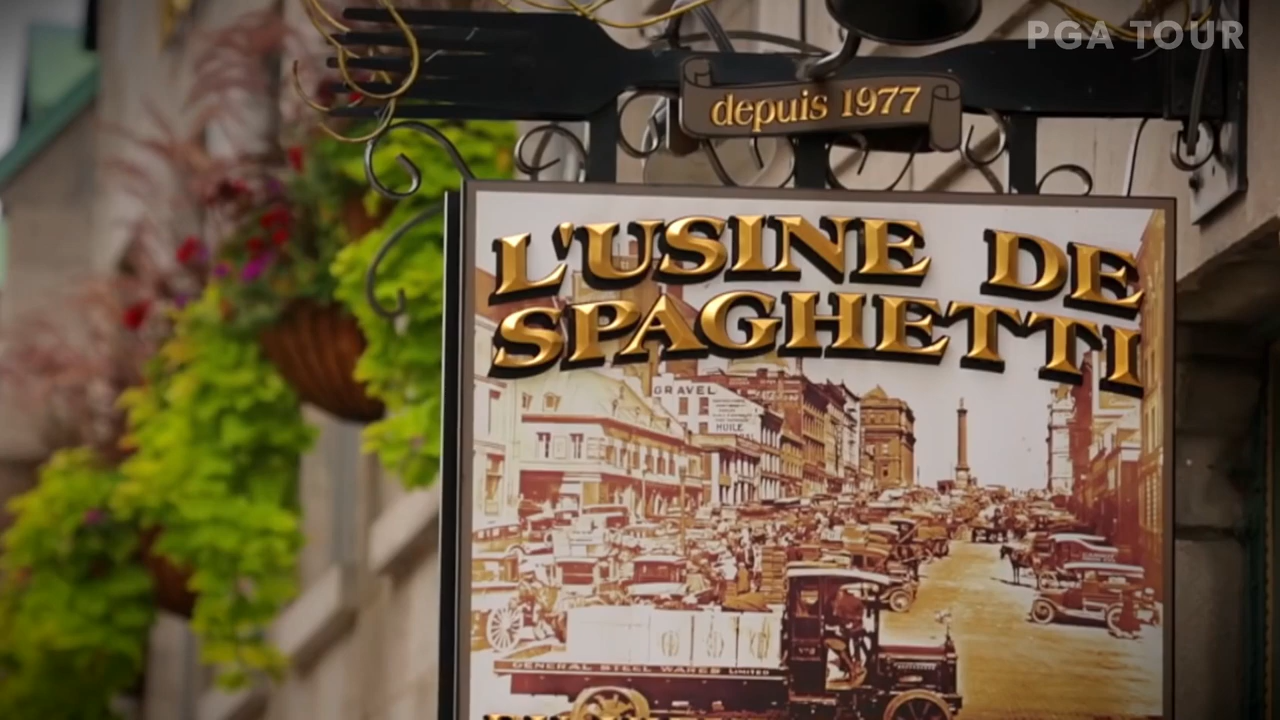 PGA TOUR
depuis 1977
L'USINE DE
SPAGHETTI
GRAVEL
HUILE
GENERAL STEEL WARES LIMITED